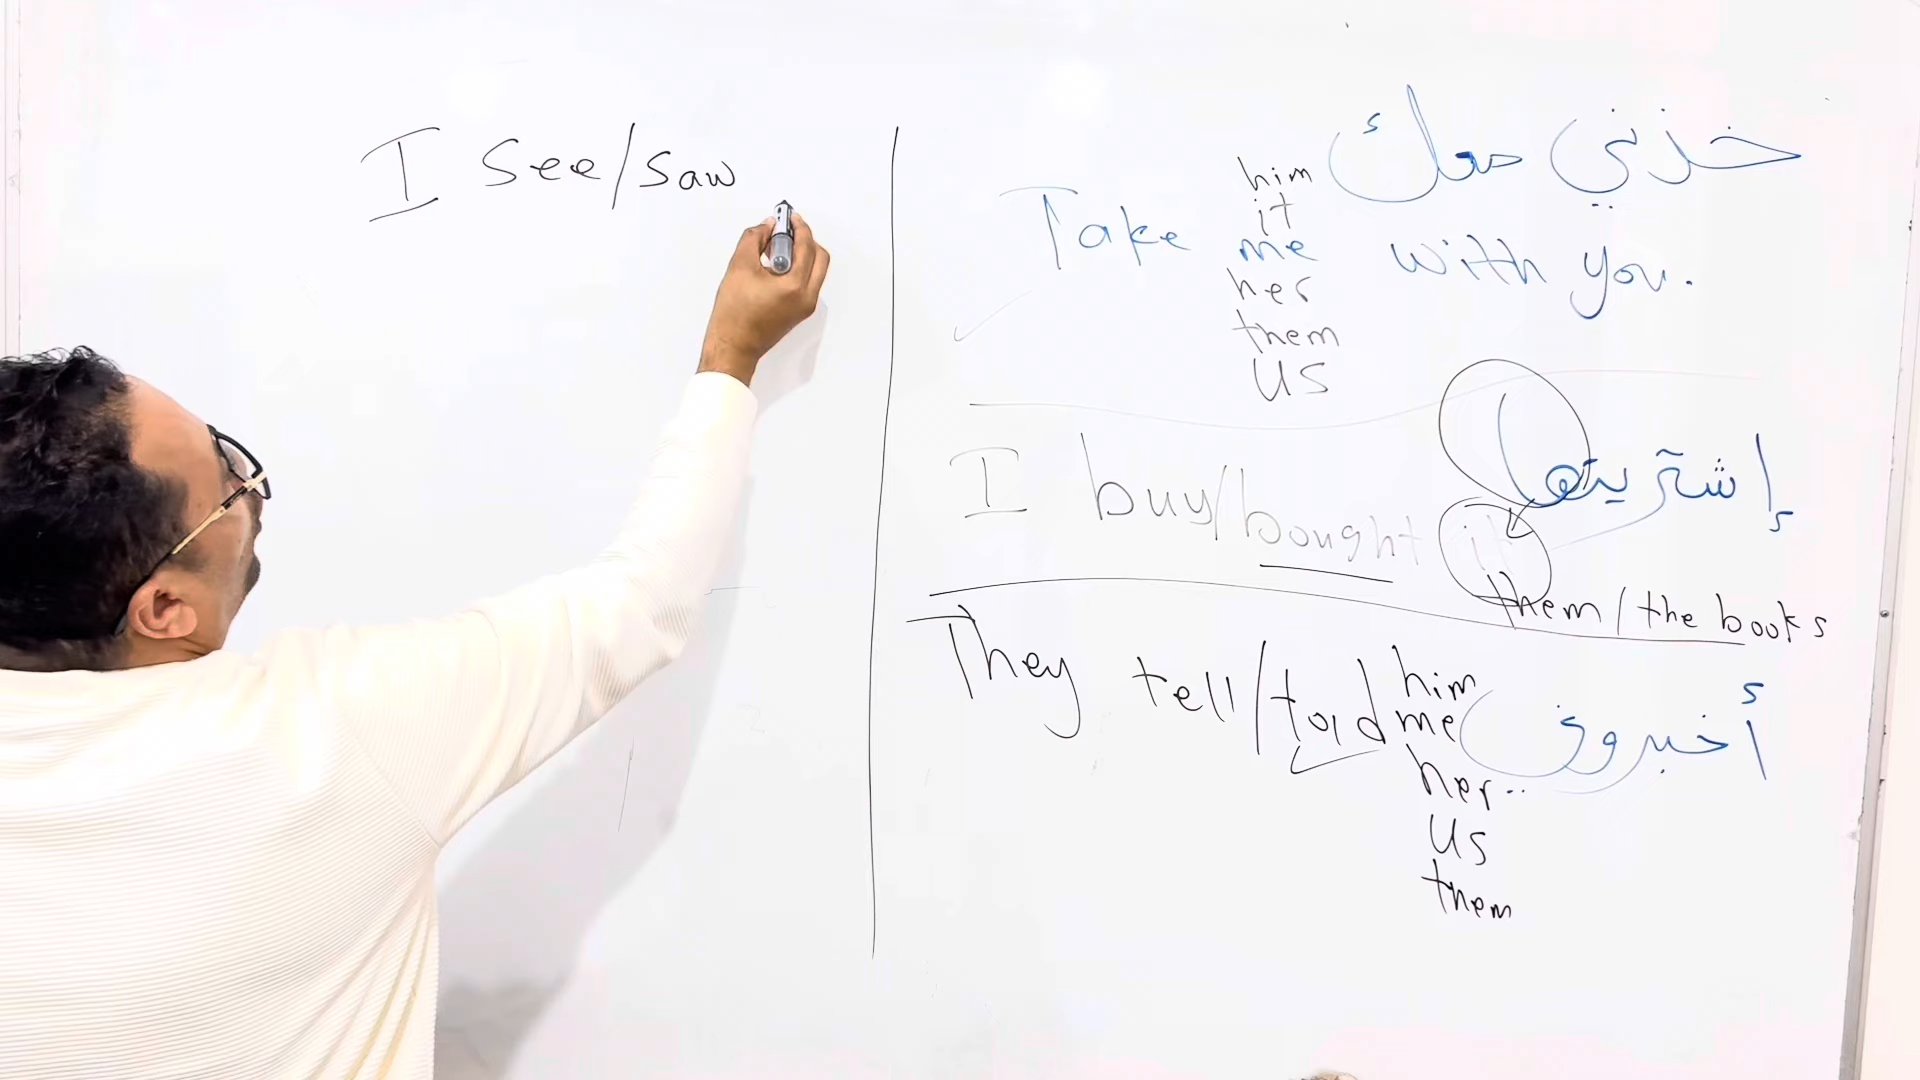 I see/saw
خذني معك
him
it
Take me with you.
her
them
us
إشتريتها
I buy/bought it
them/the books
him
They tell/told me أخبروني
her
us
them